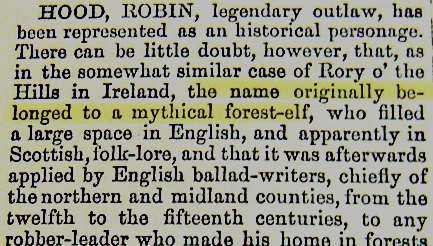 HOOD, ROBIN, legendary outlaw, has
been represented as an historical personage.
There can be little doubt, however, that, as
in the somewhat similar case of Rory o' the
Hills in Ireland, the name originally be-
longed to a mythical forest-elf, who filled
a large space in English, and apparently in
Scottish, folk-lore, and that it was afterwards
applied by English ballad-writers, chiefly of
the northern and midland counties, from the
twelfth to the fifteenth centuries, to any
robber-leader who made his home in forests